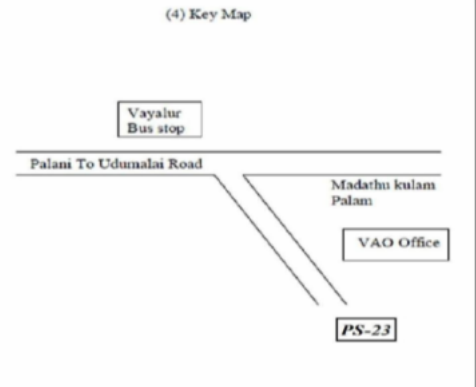 (4) Key Map
Vayalur
Bus stop
Palani To Udumalai Road
Madathu kulam
Palam
VAO Office
PS-23